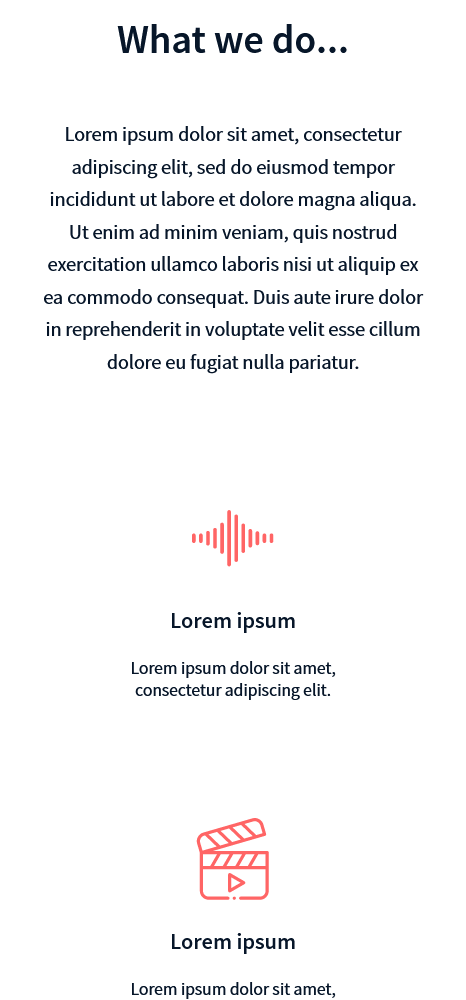 What we do...
Lorem ipsum dolor sit amet, consectetur
adipiscing elit, sed do eiusmod tempor
incididunt ut labore et dolore magna aliqua.
Ut enim ad minim veniam, quis nostrud
exercitation ullamco laboris nisi ut aliquip ex
ea commodo consequat. Duis aute irure dolor
in reprehenderit in voluptate velit esse cillum
dolore eu fugiat nulla pariatur.
Lorem ipsum
Lorem ipsum dolor sit amet,
consectetur adipiscing elit.
Lorem ipsum
Lorem ipsum dolor sit amet,